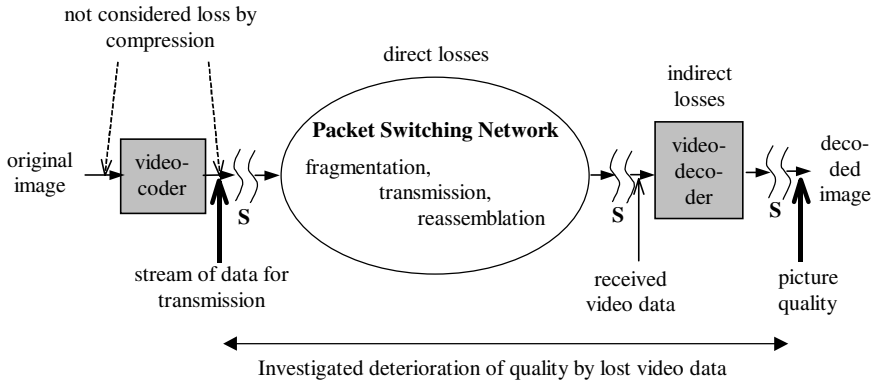 not considered loss by
compression
direct losses
indirect
losses
original
image
video-
coder
S
Packet Switching Network
fragmentation,
transmission,
reassemblation
S
video-
deco-
der
S
deco-
ded
image
stream of data for
transmission
received
video data
picture
quality
Investigated deterioration of quality by lost video data